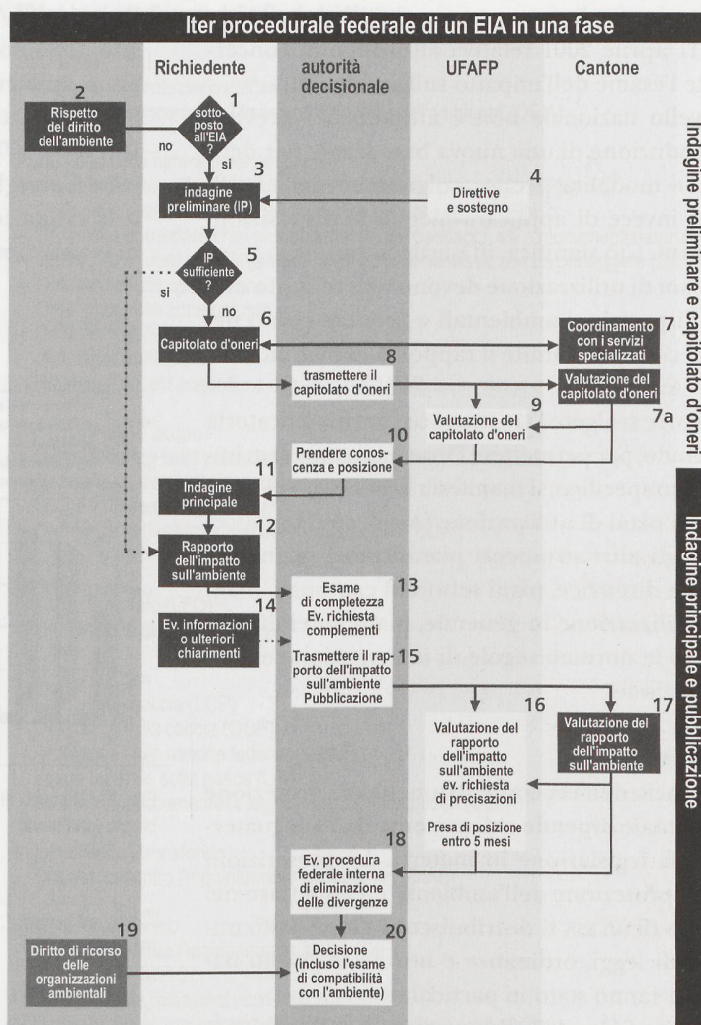 Iter procedurale federale di un EIA in una fase
Richiedente
autorità
decisionale
UFAFP
Cantone
1
sotto-
posto
all'EIA
?
2
Rispetto
del diritto
dell'ambiente
no
si
3
indagine
preliminare (IP)
4
Direttive
e sostegno
5
IP
sufficiente
?
si
no
6
Capitolato d'oneri
7
Coordinamento
con i servizi
specializzati
8
trasmettere il
capitolato d'oneri
Valutazione del
capitolato d'oneri
7a
9
Valutazione del
capitolato d'oneri
10
Prendere conos-
cenza e posizione
11
Indagine
principale
12
Rapporto
dell'impatto
sull'ambiente
13
Esame
di completezza
Ev. richiesta
complementi
14
Ev. informazioni
o ulteriori
chiarimenti
15
Trasmettere il rap-
porto dell'impatto
sull'ambiente
Pubblicazione
16
Valutazione del
rapporto
dell'impatto
sull'ambiente
ev. richiesta
di precisazioni
Presa di posizione
entro 5 mesi
17
Valutazione del
rapporto
dell'impatto
sull'ambiente
18
Ev. procedura
federale interna
di eliminazione
delle divergenze
19
Diritto di ricorso
delle
organizzazioni
ambientali
20
Decisione
(incluso l'esame
di compatibilità
con l'ambiente)
Indagine preliminare e capitolato d'oneri
Indagine principale e pubblicazione